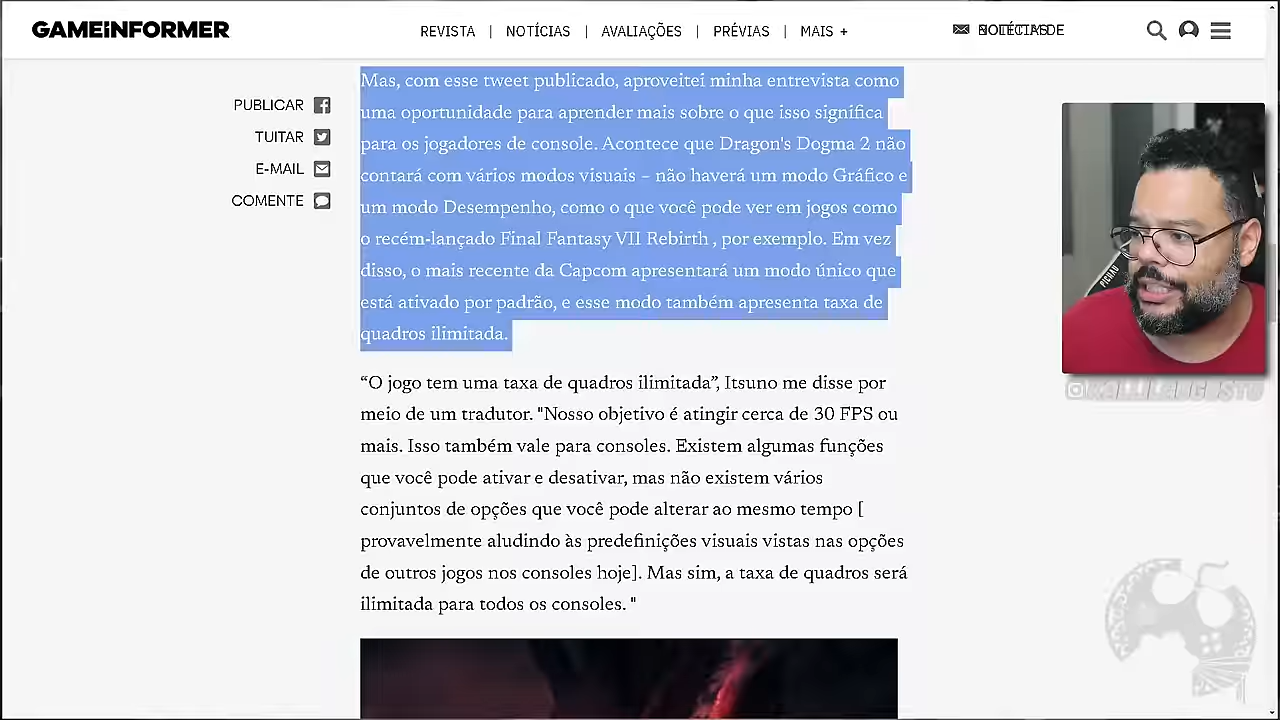 GAMEINFORMER
REVISTA | NOTÍCIAS | AVALIAÇÕES | PRÉVIAS | MAIS +
PUBLICAR
TUITAR
E-MAIL
COMENTE
Mas, com esse tweet publicado, aproveitei minha entrevista como
uma oportunidade para aprender mais sobre o que isso significa
para os jogadores de console. Acontece que Dragon's Dogma 2 não
contará com vários modos visuais – não haverá um modo Gráfico e
um modo Desempenho, como o que você pode ver em jogos como
o recém-lançado Final Fantasy VII Rebirth , por exemplo. Em vez
disso, o mais recente da Capcom apresentará um modo único que
está ativado por padrão, e esse modo também apresenta taxa de
quadros ilimitada.
“O jogo tem uma taxa de quadros ilimitada”, Itsuno me disse por
meio de um tradutor. "Nosso objetivo é atingir cerca de 30 FPS ou
mais. Isso também vale para consoles. Existem algumas funções
que você pode ativar e desativar, mas não existem vários
conjuntos de opções que você pode alterar ao mesmo tempo [
provavelmente aludindo às predefinições visuais vistas nas opções
de outros jogos nos consoles hoje]. Mas sim, a taxa de quadros será
ilimitada para todos os consoles. "
PICHAU